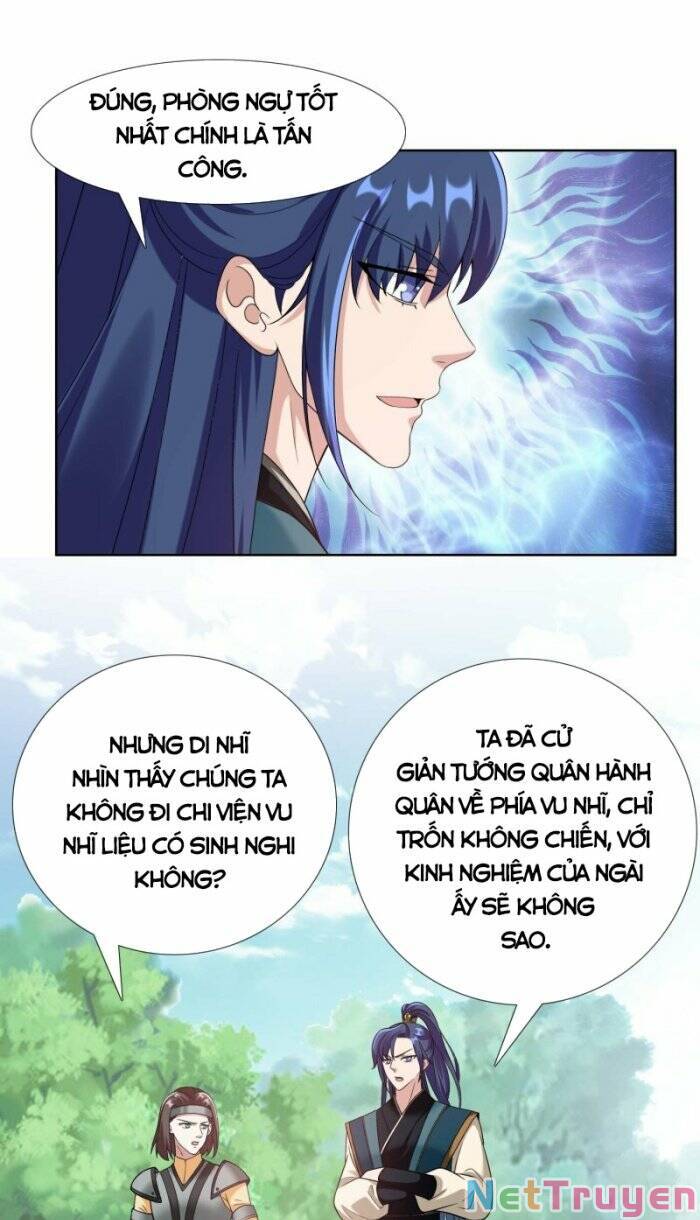 ĐÚNG, PHÒNG NGỰ TỐT
NHẤT CHÍNH LÀ TẤN
CÔNG.
NHƯNG DI NHĨ
NHÌN THẤY CHÚNG TA
KHÔNG ĐI CHI VIỆN VU
NHĨ LIỆU CÓ SINH NGHI
KHÔNG?
TA ĐÃ CỬ
GIẢN TƯỚNG QUÂN HÀNH
QUÂN VỀ PHÍA VU NHĨ, CHỈ
TRỐN KHÔNG CHIẾN, VỚI
KINH NGHIỆM CỦA NGÀI
ẤY SẼ KHÔNG
SAO.
NetTruyen